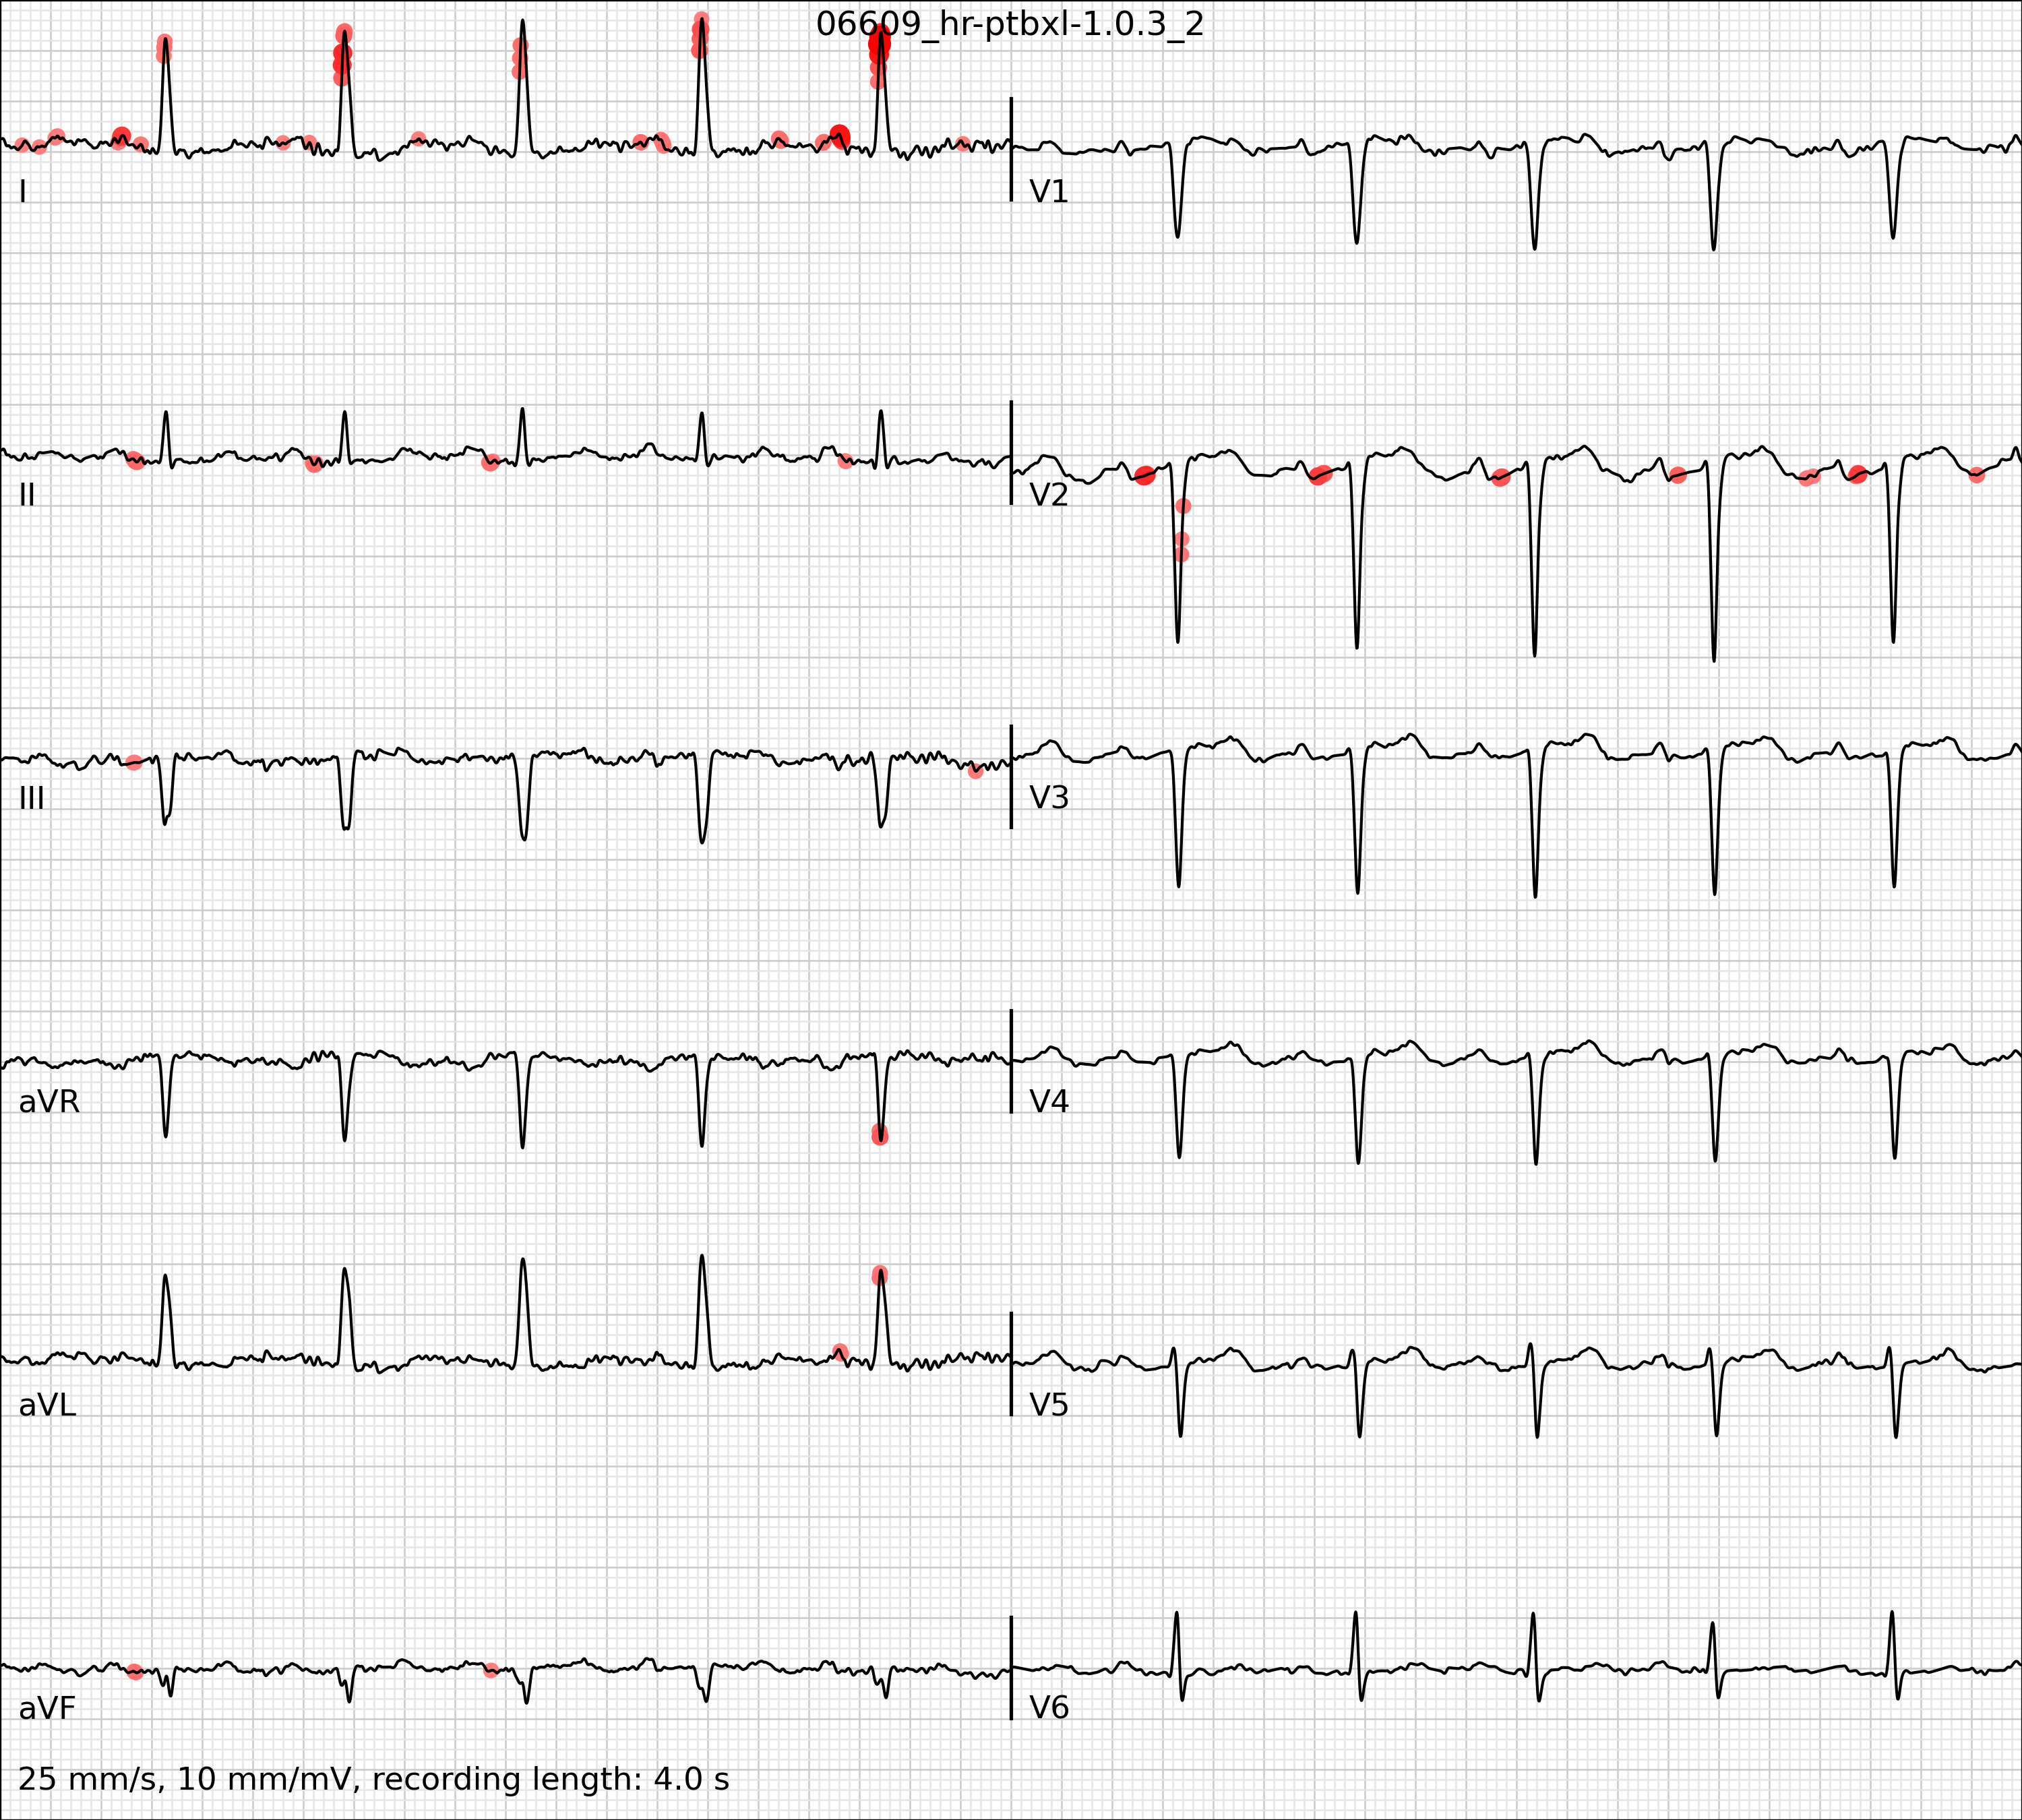 06609_hr-ptbxl-1.0.3_2
I
V1
II
V2
III
V3
aVR
V4
aVL
V5
aVF
V6
25 mm/s, 10 mm/mV, recording length: 4.0 s